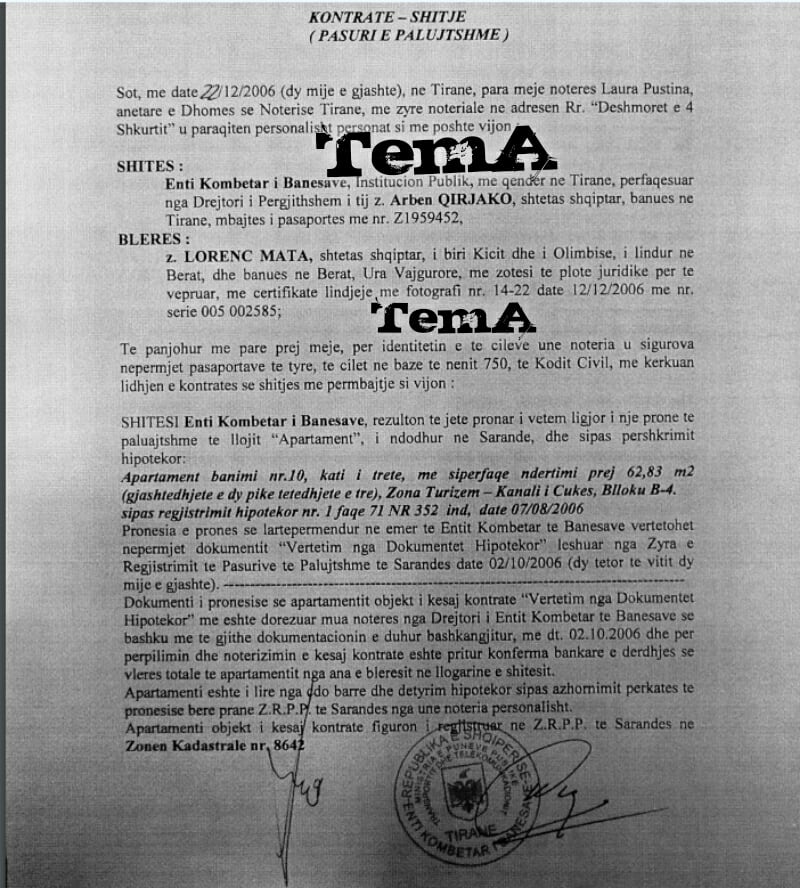 KONTRATE – SHITJE
( PASURI E PALUJTSHME )
Sot, me date 22/12/2006 (dy mije e gjashte), ne Tirane, para meje noteres Laura Pustina,
anetare e Dhomes se Noterise Tirane, me zyre noteriale ne adresen Rr. “Deshmoret e 4
Shkurtit” u paraqiten personalisht personat si me poshte vijon
TemA
SHITES :
Enti Kombetar i Banesave, Institucion Publik, me qender ne Tirane, perfaqesuar
nga Drejtori i Pergjithshem i tij z. Arben QIRJAKO, shtetas shqiptar, banues ne
Tirane, mbajtes i pasaportes me nr. Z1959452,
BLERES :
z. LORENC MATA, shtetas shqiptar, i biri Kicit dhe i Olimbise, i lindur ne
Berat, dhe banues ne Berat, Ura Vajgurore, me zotesi te plote juridike per te
vepruar, me certifikate lindjeje me fotografi nr. 14-22 date 12/12/2006 me nr.
serie 005 002585;
TemA
Te panjohur me pare prej meje, per identitetin e te cileve une noteria u sigurova
nepermjet pasaportave te tyre, te cilet ne baze te nenit 750, te Kodit Civil, me kerkuan
lidhjen e kontrates se shitjes me permbajtje si vijon :
SHITESI Enti Kombetar i Banesave, rezulton te jete pronar i vetem ligjor i nje prone te
paluajtshme te llojit “Apartament”, i ndodhur ne Sarande, dhe sipas pershkrimit
hipotekor:
Apartament banimi nr.10, kati i trete, me siperfaqe ndertimi prej 62,83 m2
(gjashtedhjete e dy pike tetedhjete e tre), Zona Turizem – Kanali i Cukes, Blloku B-4.
sipas regjistrimit hipotekor nr. 1 faqe 71 NR 352 ind, date 07/08/2006
Pronesia e prones se lartepermendur ne emer te Entit Kombetar te Banesave vertetohet
nepermjet dokumentit “Vertetim nga Dokumentet Hipotekor” leshuar nga Zyra e
Regjistrimit te Pasurive te Palujtshme te Sarandes date 02/10/2006 (dy tetor te vitit dy
mije e gjashte). ------------------------------------------------------------
Dokumenti i pronesise se apartamentit objekt i kesaj kontrate “Vertetim nga Dokumentet
Hipotekor” me eshte dorezuar mua noteres nga Drejtori i Entit Kombetar te Banesave se
bashku me te gjithe dokumentacionin e duhur bashkangjitur, me dt. 02.10.2006 dhe per
perpilimin dhe noterizimin e kesaj kontrate eshte pritur konferma bankare e derdhjes se
vleres totale te apartamentit nga ana e bleresit ne llogarine e shitesit.
Apartamenti eshte i lire nga cdo barre dhe detyrim hipotekor sipas azhornimit perkates te
pronesise bere prane Z.R.P.P. te Sarandes nga une noteria personalisht.
Apartamenti objekt i kesaj kontrate figuron i regjistruar ne Z.R.P.P. te Sarandes ne
Zonen Kadastrale nr. 8642
REPUBLIKA E SHQIPERISE
MINISTRIA E PUNEVE PUBLIKE
TRANSPORTIT DHE TELEKOMUNIKACIONIT
TIRANE
ENTI KOMBETAR I BANESAVE